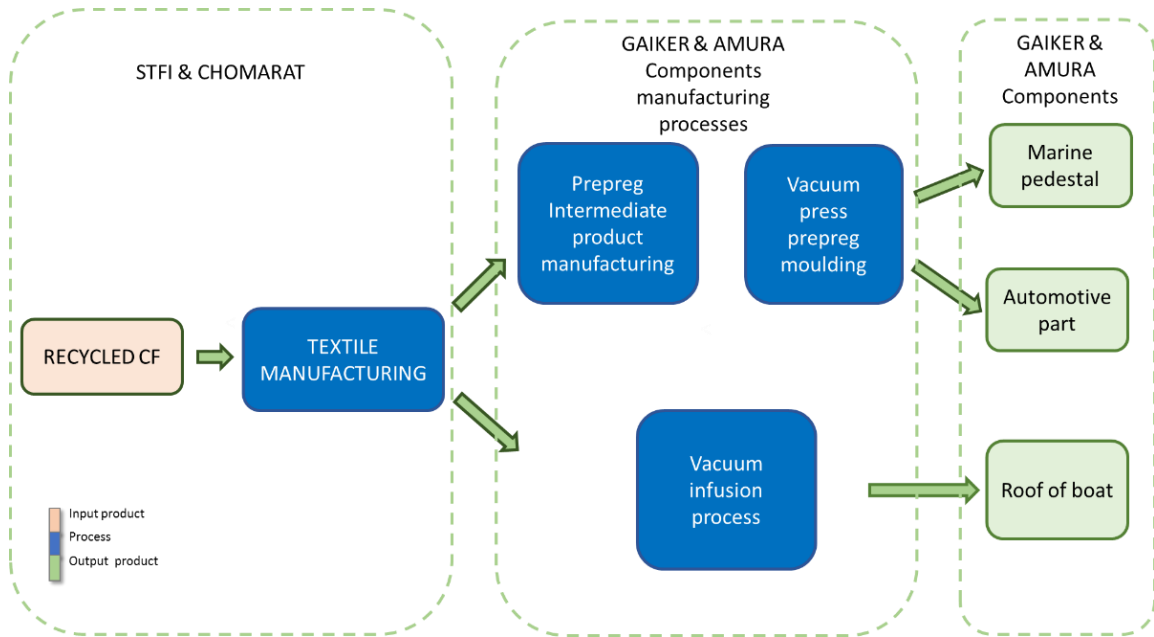 STFI & CHOMARAT
RECYCLED CF
TEXTILE
MANUFACTURING
Input product
Process
Output product
GAIKER & AMURA
Components
manufacturing
processes
Prepreg
Intermediate
product
manufacturing
Vacuum
press
prepreg
moulding
Vacuum
infusion
process
GAIKER &
AMURA
Components
Marine
pedestal
Automotive
part
Roof of boat